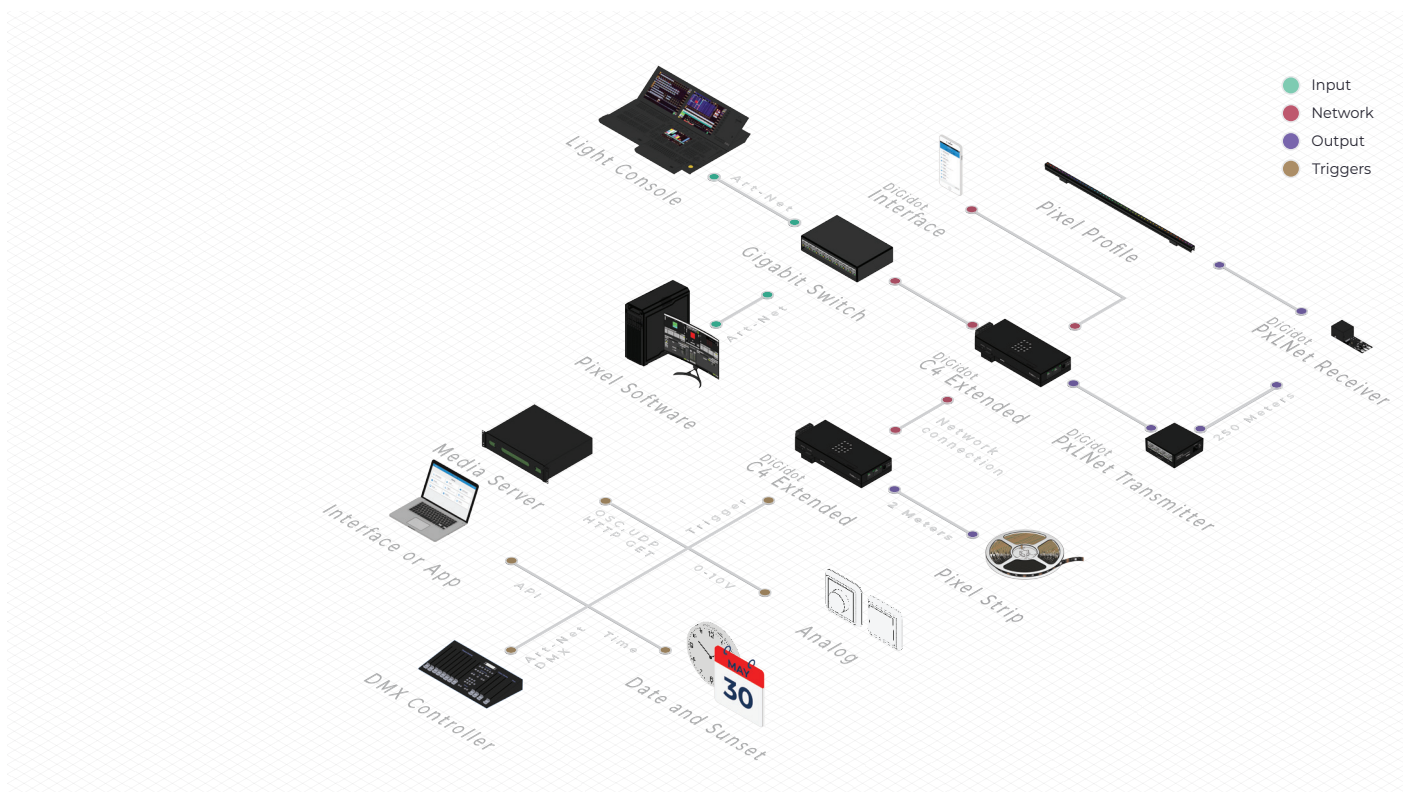 Input
Network
Output
Triggers
Light Console
Art-Net
DiGidot
Interface
Pixel Profile
Gigabit Switch
Art-Net
Pixel Software
DiGidot
C4 Extended
DiGidot
PxLNet Receiver
250 Meters
DiGidot
PxLNet Transmitter
Network
connection
Media Server
DiGidot
C4 Extended
2 Meters
Pixel Strip
Interface or App
OSC, UDP
HTTP GET
Trigger
0-10V
API
Analog
Art-Net
DMX
Time
DMX Controller
MAY
30
Date and Sunset